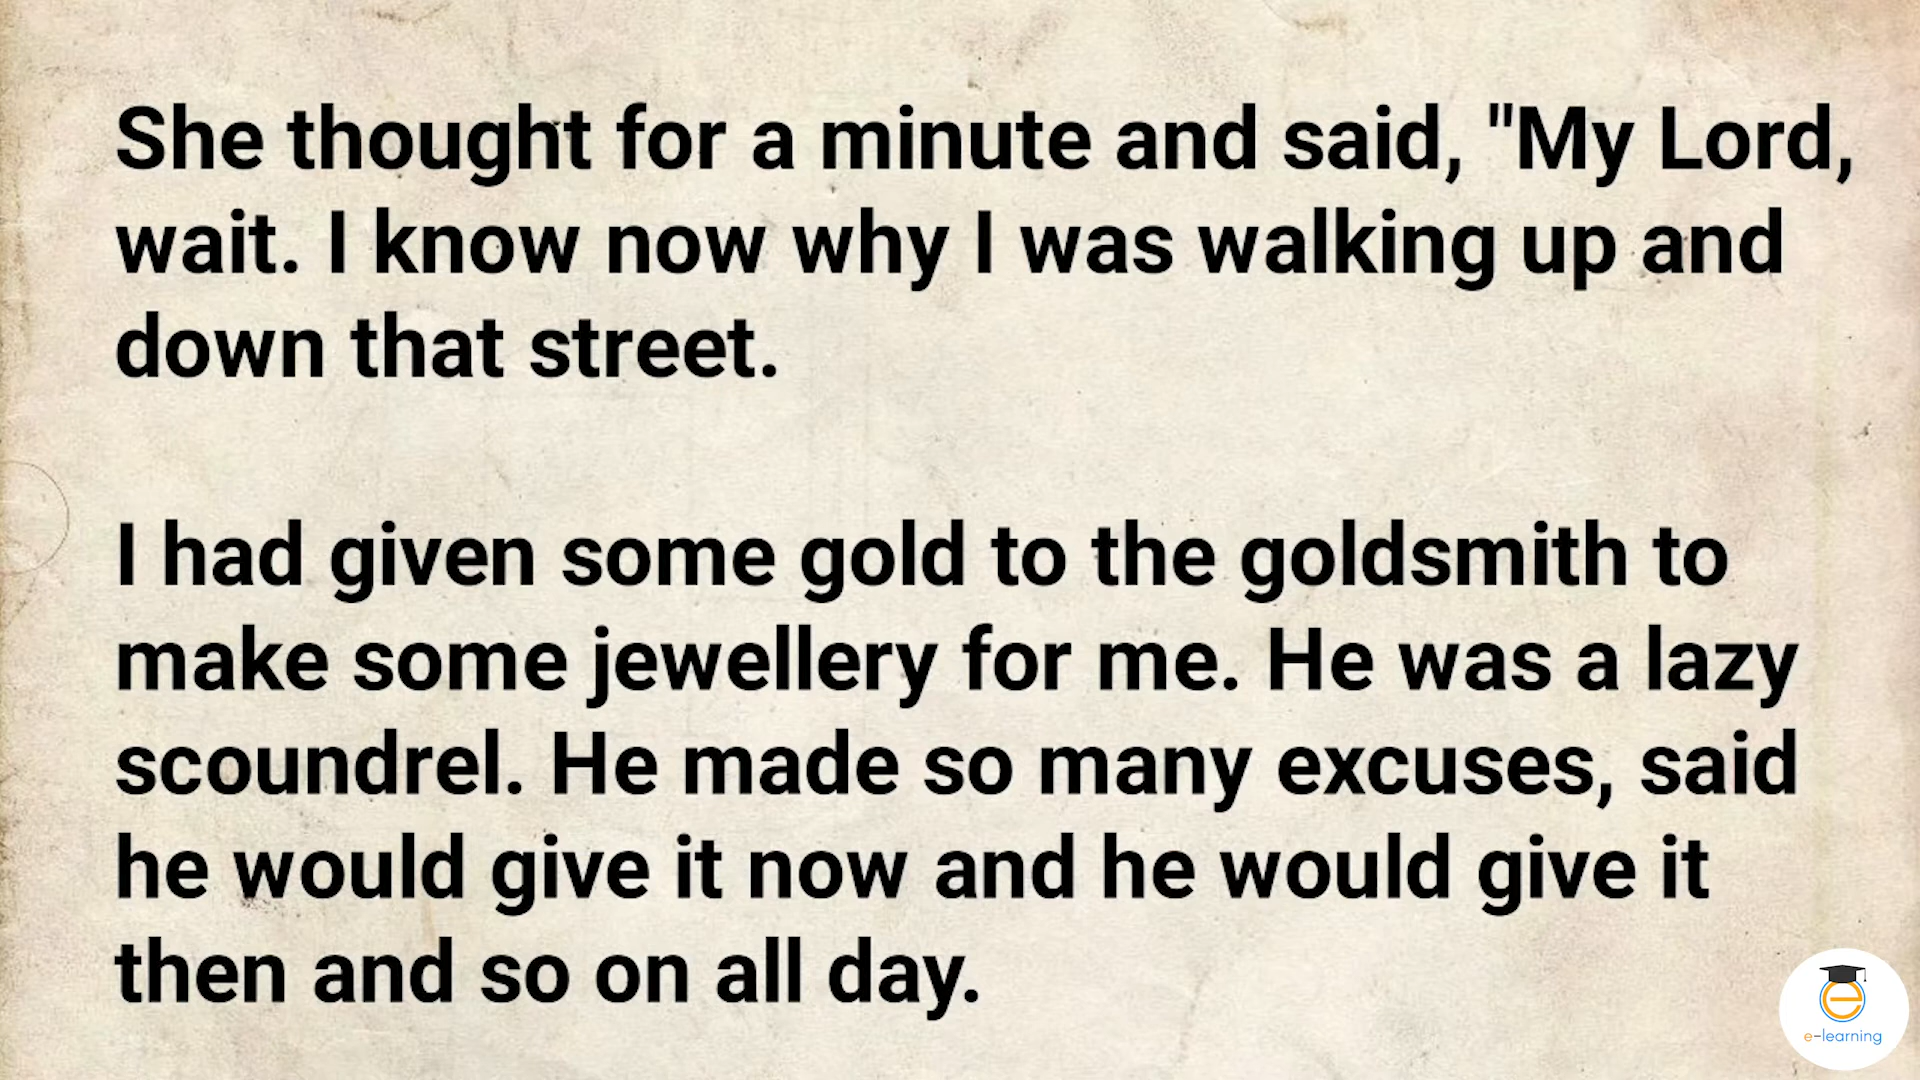 She thought for a minute and said, "My Lord,
wait. I know now why I was walking up and
down that street.
I had given some gold to the goldsmith to
make some jewellery for me. He was a lazy
scoundrel. He made so many excuses, said
he would give it now and he would give it
then and so on all day.
e
e-learning